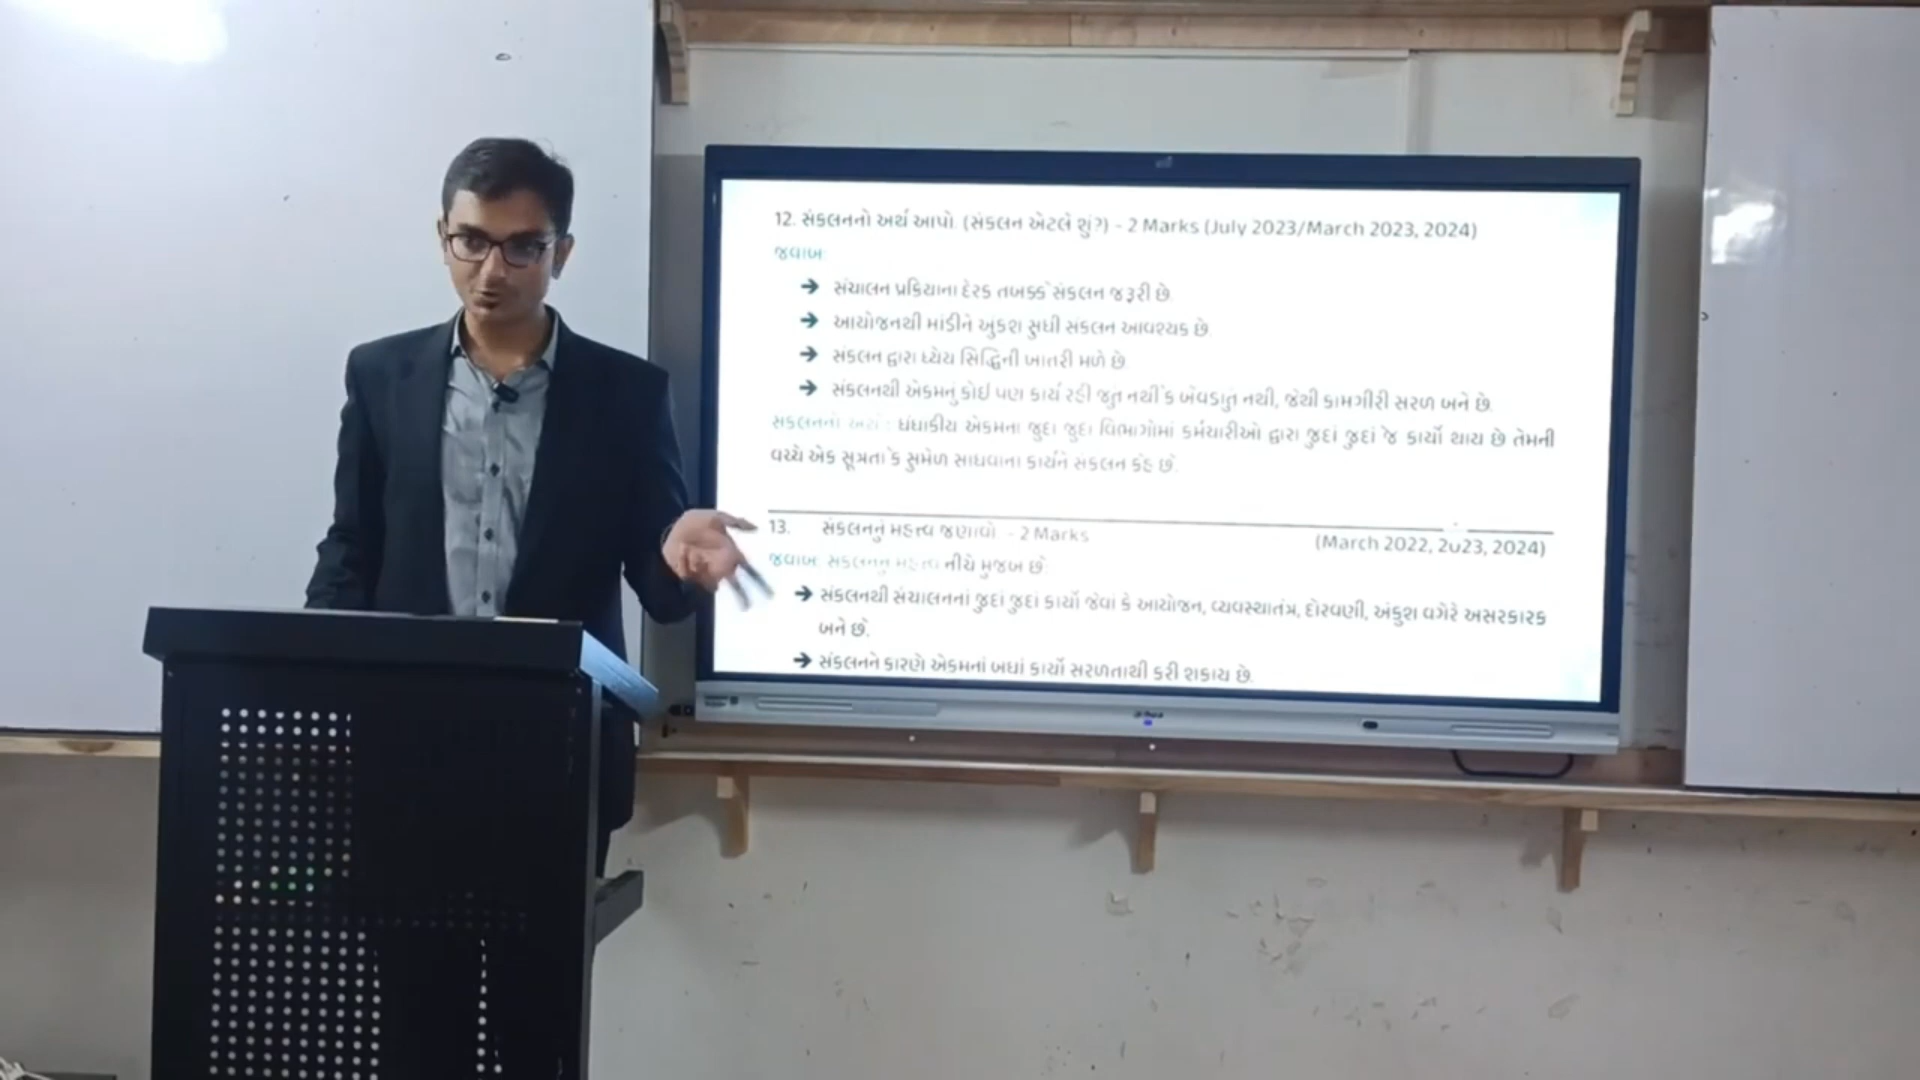 12. સંકલનનો અર્થ આપો. (સંકલન એટલે શું?) - 2 Marks (July 2023/March 2023, 2024)
જવાબ:
➔ સંચાલન પ્રક્રિયાના દરેક તબક્કે સંકલન જરૂરી છે.
➔ આયોજનથી માંડીને અંકુશ સુધી સંકલન આવશ્યક છે.
➔ સંકલન દ્વારા ધ્યેય સિદ્ધિની ખાતરી મળે છે.
➔ સંકલનથી એકમનું કોઈ પણ કાર્ય રહી જતું નથી કે બેવડાતું નથી, જેથી કામગીરી સરળ બને છે.
સંકલનનો અર્થ : ધંધાકીય એકમના જુદા જુદા વિભાગોમાં કર્મચારીઓ દ્વારા જુદાં જુદાં જે કાર્યો થાય છે તેમની
વચ્ચે એક સૂત્રતા કે સુમેળ સાધવાના કાર્યને સંકલન કહે છે.
13. સંકલનનું મહત્ત્વ જણાવો. - 2 Marks (March 2022, 2023, 2024)
જવાબ: સંકલનનું મહત્ત્વ નીચે મુજબ છે:
➔ સંકલનથી સંચાલનનાં જુદાં જુદાં કાર્યો જેવાં કે આયોજન, વ્યવસ્થાતંત્ર, દોરવણી, અંકુશ વગેરે અસરકારક
બને છે.
➔ સંકલનને કારણે એકમનાં બધાં કાર્યો સરળતાથી કરી શકાય છે.